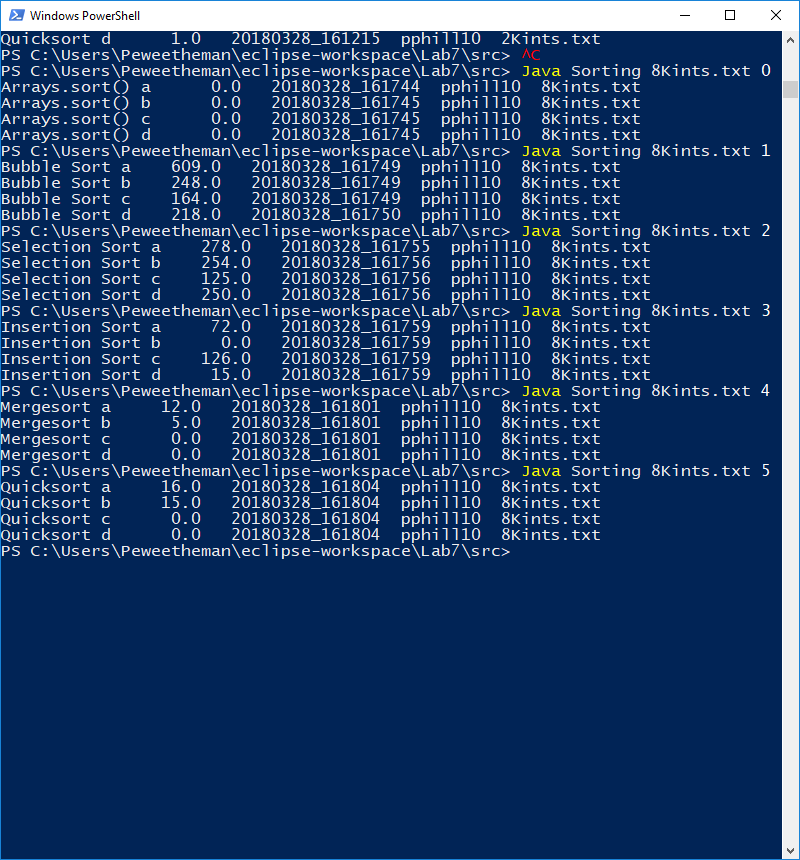 Windows PowerShell
Quicksort d      1.0   20180328_161215  pphill10  2Kints.txt
PS C:\Users\Peweetheman\eclipse-workspace\Lab7\src> ^C
PS C:\Users\Peweetheman\eclipse-workspace\Lab7\src> Java Sorting 8Kints.txt 0
Arrays.sort() a      0.0   20180328_161744  pphill10  8Kints.txt
Arrays.sort() b      0.0   20180328_161745  pphill10  8Kints.txt
Arrays.sort() c      0.0   20180328_161745  pphill10  8Kints.txt
Arrays.sort() d      0.0   20180328_161745  pphill10  8Kints.txt
PS C:\Users\Peweetheman\eclipse-workspace\Lab7\src> Java Sorting 8Kints.txt 1
Bubble Sort a    609.0   20180328_161749  pphill10  8Kints.txt
Bubble Sort b    248.0   20180328_161749  pphill10  8Kints.txt
Bubble Sort c    164.0   20180328_161749  pphill10  8Kints.txt
Bubble Sort d    218.0   20180328_161750  pphill10  8Kints.txt
PS C:\Users\Peweetheman\eclipse-workspace\Lab7\src> Java Sorting 8Kints.txt 2
Selection Sort a    278.0   20180328_161755  pphill10  8Kints.txt
Selection Sort b    254.0   20180328_161756  pphill10  8Kints.txt
Selection Sort c    125.0   20180328_161756  pphill10  8Kints.txt
Selection Sort d    250.0   20180328_161756  pphill10  8Kints.txt
PS C:\Users\Peweetheman\eclipse-workspace\Lab7\src> Java Sorting 8Kints.txt 3
Insertion Sort a     72.0   20180328_161759  pphill10  8Kints.txt
Insertion Sort b      0.0   20180328_161759  pphill10  8Kints.txt
Insertion Sort c    126.0   20180328_161759  pphill10  8Kints.txt
Insertion Sort d     15.0   20180328_161759  pphill10  8Kints.txt
PS C:\Users\Peweetheman\eclipse-workspace\Lab7\src> Java Sorting 8Kints.txt 4
Mergesort a     12.0   20180328_161801  pphill10  8Kints.txt
Mergesort b      5.0   20180328_161801  pphill10  8Kints.txt
Mergesort c      0.0   20180328_161801  pphill10  8Kints.txt
Mergesort d      0.0   20180328_161801  pphill10  8Kints.txt
PS C:\Users\Peweetheman\eclipse-workspace\Lab7\src> Java Sorting 8Kints.txt 5
Quicksort a     16.0   20180328_161804  pphill10  8Kints.txt
Quicksort b     15.0   20180328_161804  pphill10  8Kints.txt
Quicksort c      0.0   20180328_161804  pphill10  8Kints.txt
Quicksort d      0.0   20180328_161804  pphill10  8Kints.txt
PS C:\Users\Peweetheman\eclipse-workspace\Lab7\src>